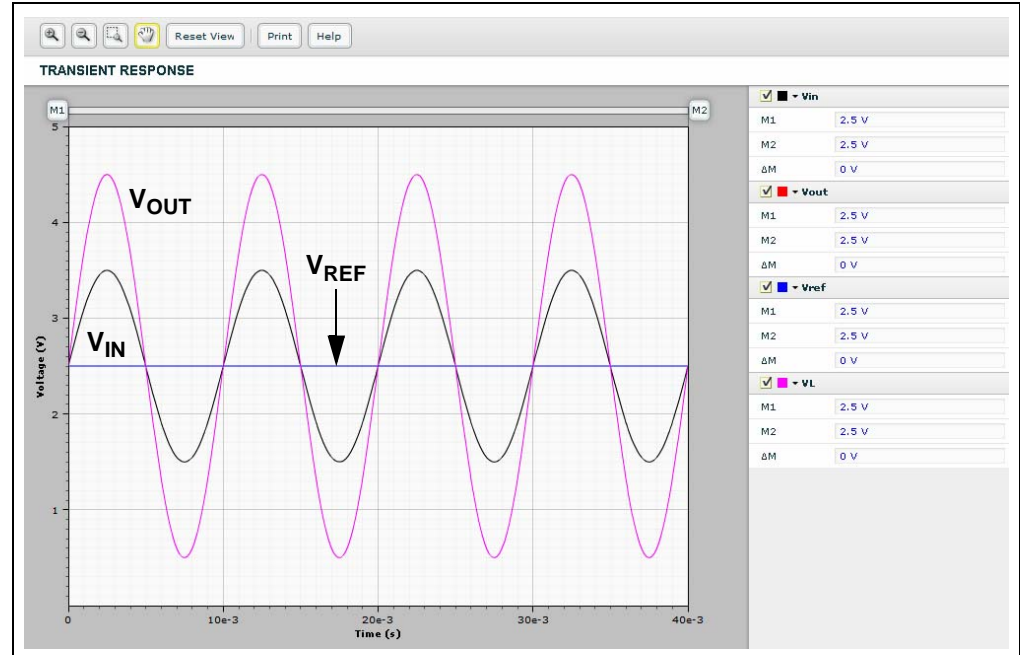 Reset View
Print
Help
TRANSIENT RESPONSE
M1
M2
5
4
3
2
1
Voltage (V)
VOUT
VREF
VIN
0
10e-3
20e-3
30e-3
40e-3
Time (s)
Vin
M1 2.5 V
M2 2.5 V
ΔM 0 V
Vout
M1 2.5 V
M2 2.5 V
ΔM 0 V
Vref
M1 2.5 V
M2 2.5 V
ΔM 0 V
VL
M1 2.5 V
M2 2.5 V
ΔM 0 V